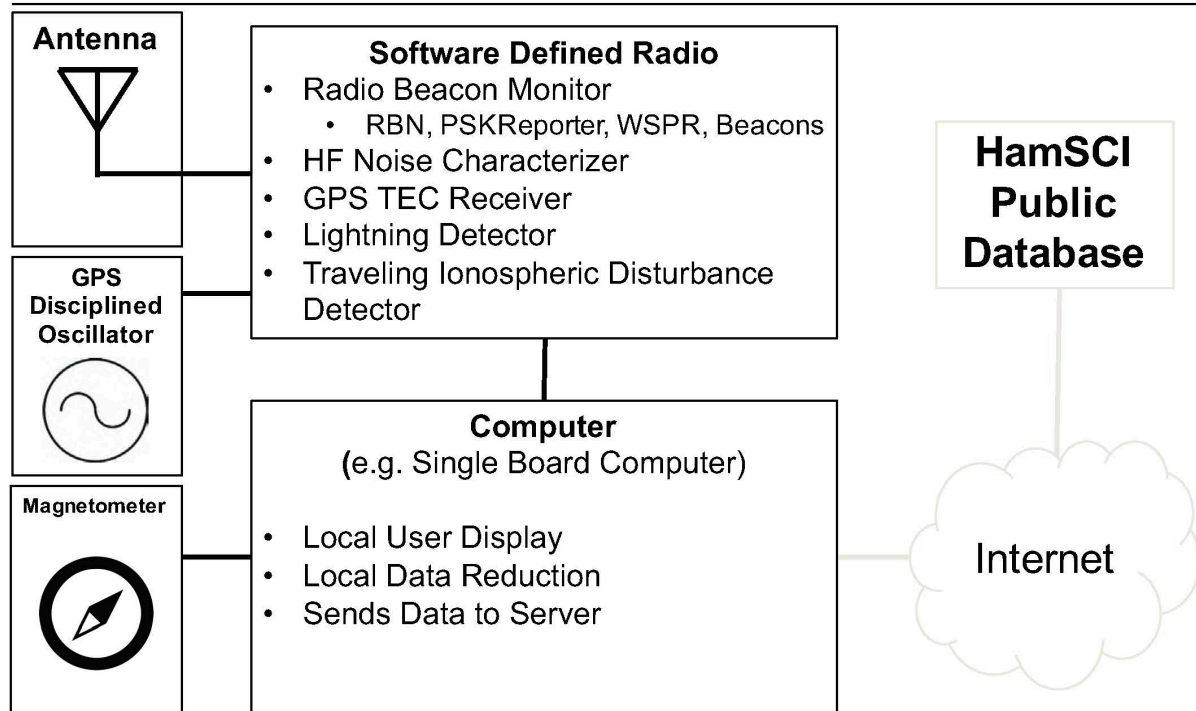 Antenna
Software Defined Radio
• Radio Beacon Monitor
• RBN, PSKReporter, WSPR, Beacons
• HF Noise Characterizer
• GPS TEC Receiver
• Lightning Detector
• Traveling Ionospheric Disturbance
Detector
GPS
Disciplined
Oscillator
Magnetometer
Computer
(e.g. Single Board Computer)
• Local User Display
• Local Data Reduction
• Sends Data to Server
HamSCI
Public
Database
Internet